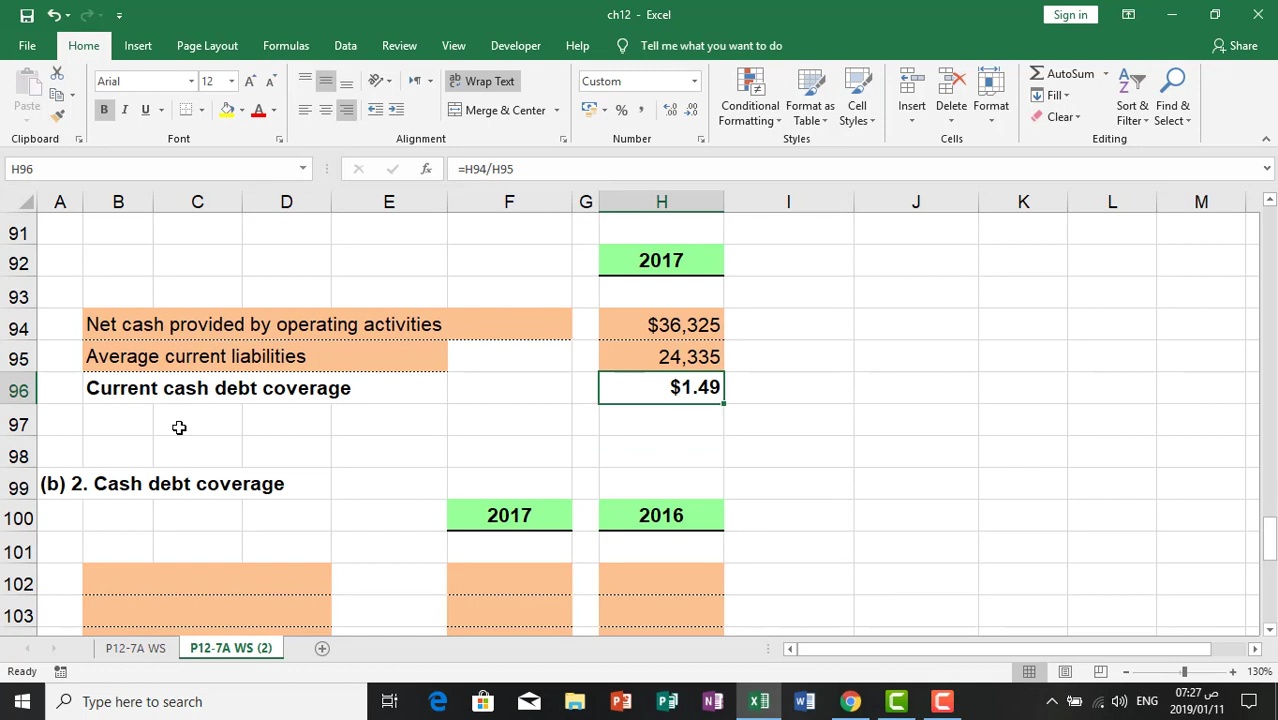 ch12 - Excel
Sign in
File Home Insert Page Layout Formulas Data Review View Developer Help Tell me what you want to do Share
Paste
Arial 12
B I U
Wrap Text
Merge & Center
Custom
Conditional Formatting
Format as Table
Cell Styles
Insert Delete Format
AutoSum
Fill
Clear
Sort & Filter
Find & Select
Clipboard Font Alignment Number Styles Cells Editing
H96 fx =H94/H95
A B C D E F G H I J K L M
91
92 2017
93
94 Net cash provided by operating activities $36,325
95 Average current liabilities 24,335
96 Current cash debt coverage $1.49
97
98
99 (b) 2. Cash debt coverage
100 2017 2016
101
102
103
P12-7A WS P12-7A WS (2)
Ready 130%
Type here to search
ENG
07:27 ص
2019/01/11